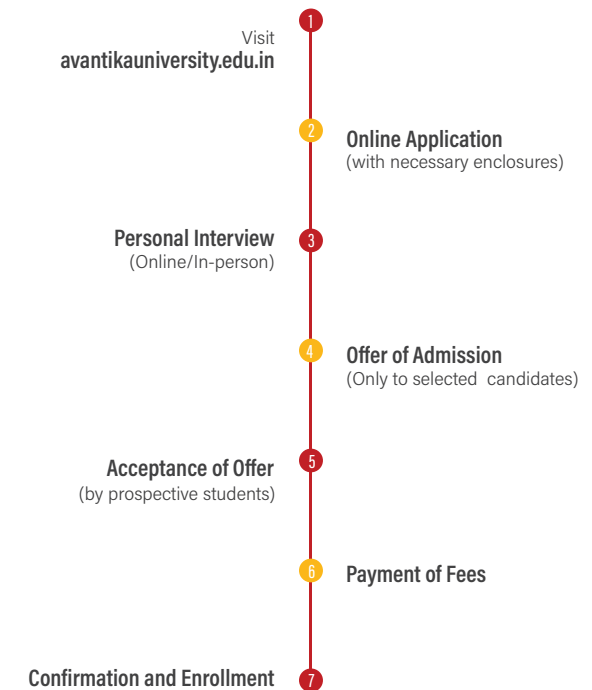 1
Visit
avantikauniversity.edu.in
2
Online Application
(with necessary enclosures)
3
Personal Interview
(Online/In-person)
4
Offer of Admission
(Only to selected candidates)
5
Acceptance of Offer
(by prospective students)
6
Payment of Fees
7
Confirmation and Enrollment